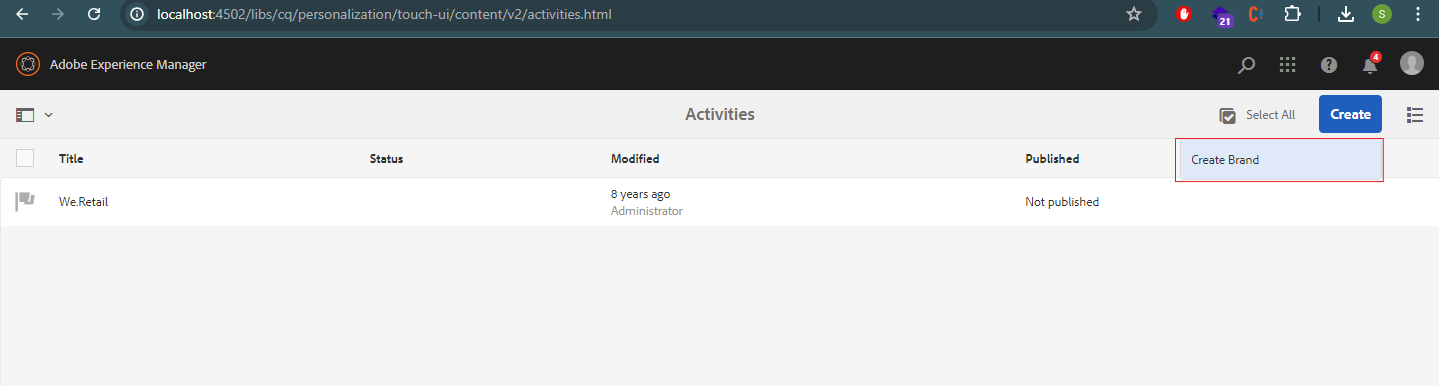 localhost:4502/libs/cq/personalization/touch-ui/content/v2/activities.html
21
S
Adobe Experience Manager
4
Activities
Select All
Create
Title Status Modified Published
Create Brand
We.Retail 8 years ago Not published
Administrator